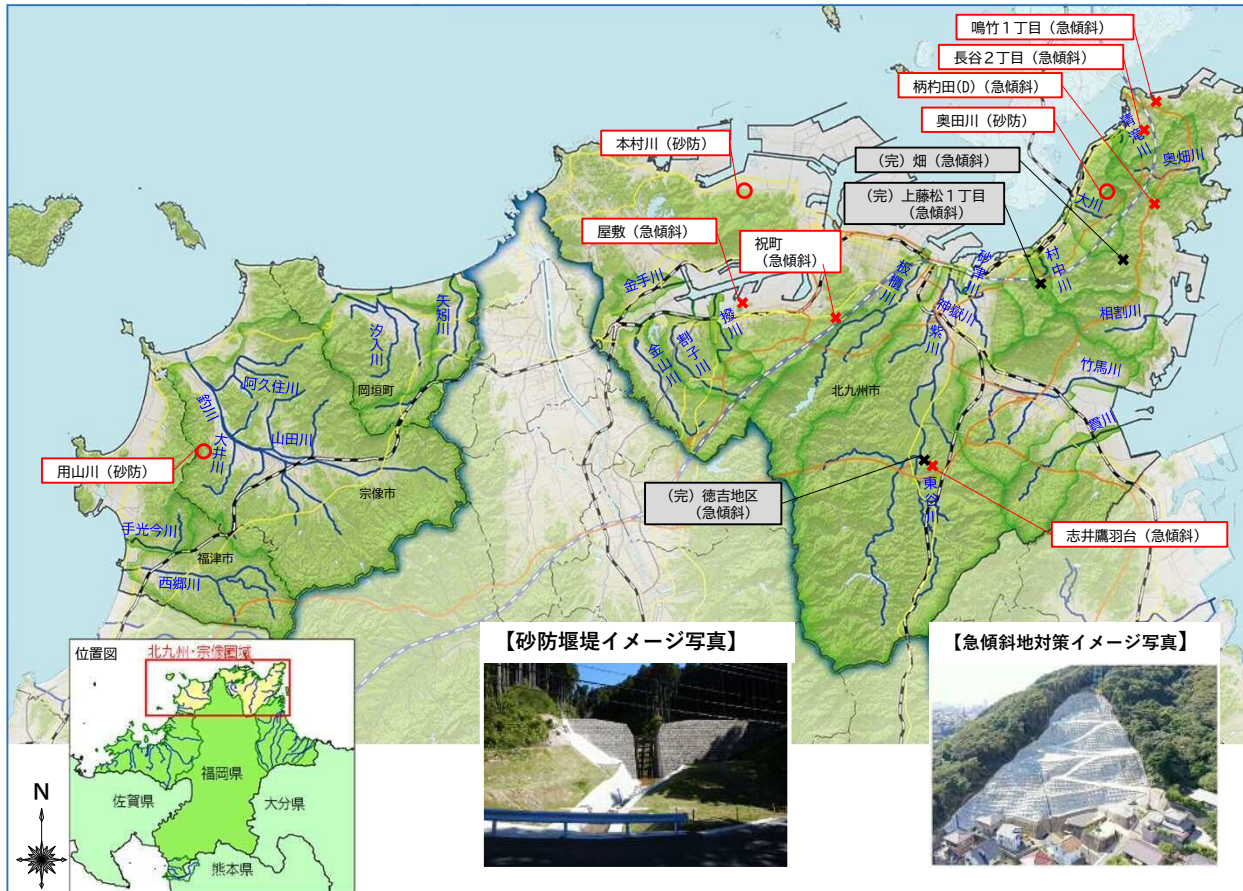 鳴竹１丁目（急傾斜）
長谷２丁目（急傾斜）
柄杓田(D)（急傾斜）
奥田川（砂防）
本村川（砂防）
（完）畑（急傾斜）
（完）上藤松１丁目
（急傾斜）
屋敷（急傾斜）
祝町
（急傾斜）
清滝川
奥畑川
大川
村中川
砂津川
板櫃川
神嶽川
紫川
金手川
撥川
割子川
金山川
相割川
竹馬川
貫川
北九州市
矢矧川
汐入川
岡垣町
阿久住川
釣川
大井川
山田川
宗像市
用山川（砂防）
手光今川
福津市
西郷川
（完）徳吉地区
（急傾斜）
東谷川
志井鷹羽台（急傾斜）
位置図
北九州・宗像圏域
福岡県
佐賀県
大分県
熊本県
N
【砂防堰堤イメージ写真】
【急傾斜地対策イメージ写真】